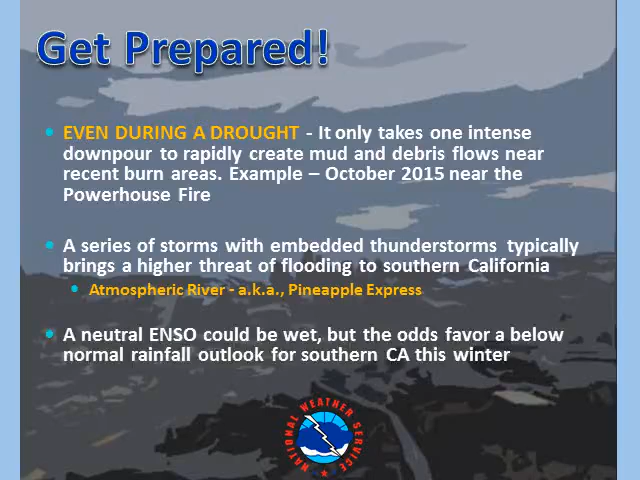 Get Prepared!
EVEN DURING A DROUGHT - It only takes one intense
downpour to rapidly create mud and debris flows near
recent burn areas. Example – October 2015 near the
Powerhouse Fire
A series of storms with embedded thunderstorms typically
brings a higher threat of flooding to southern California
Atmospheric River - a.k.a., Pineapple Express
A neutral ENSO could be wet, but the odds favor a below
normal rainfall outlook for southern CA this winter
NATIONAL WEATHER SERVICE